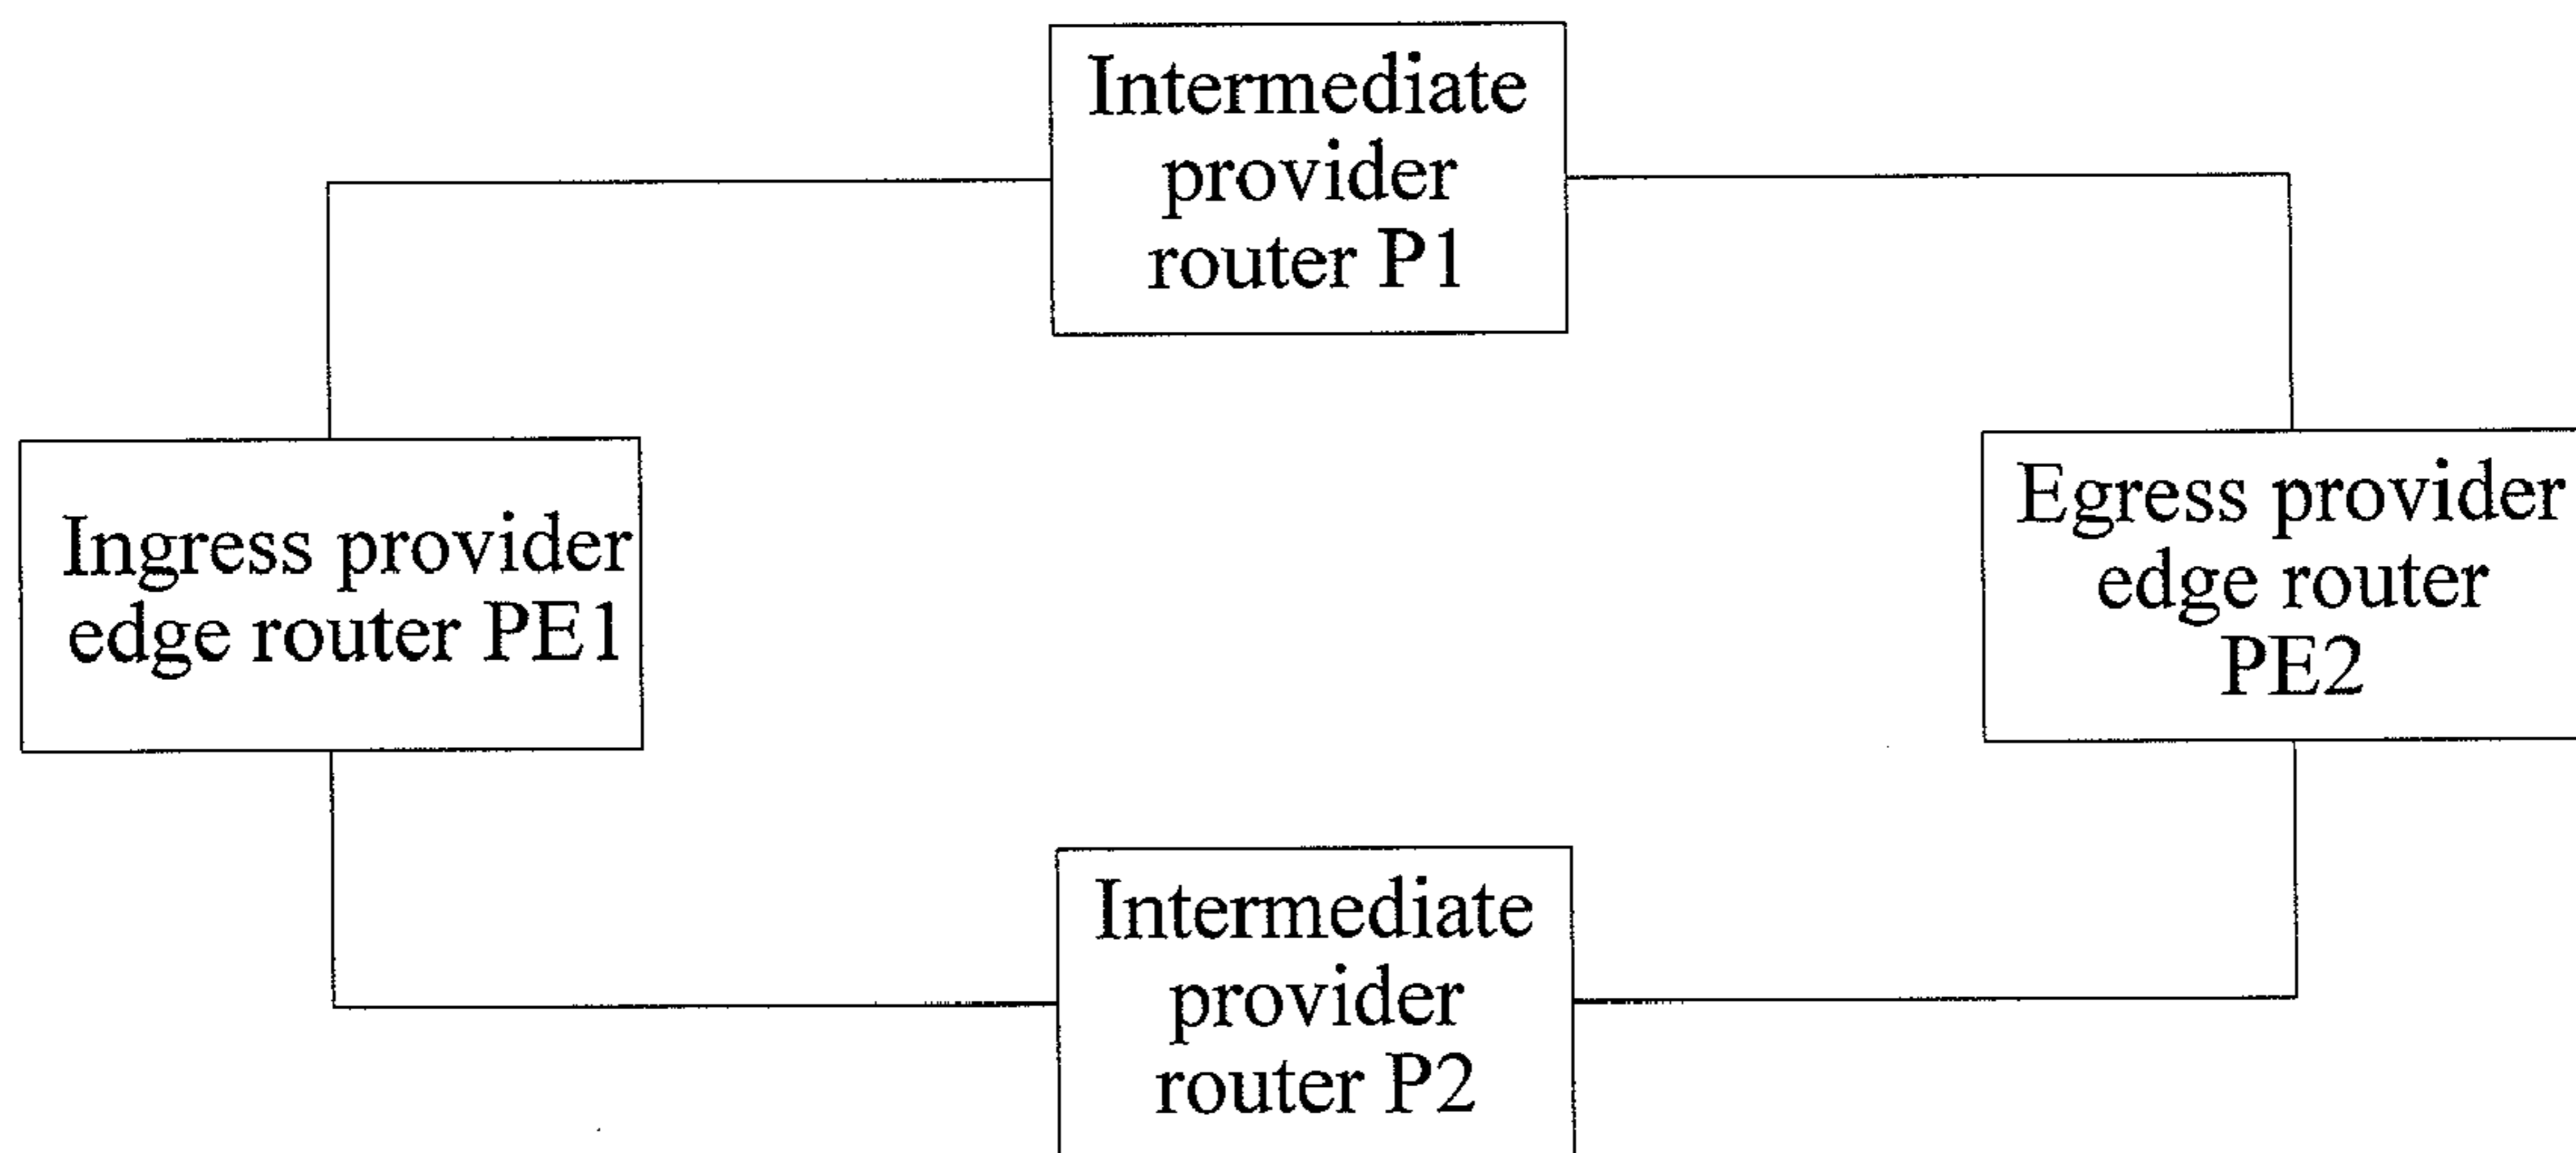 Intermediate
provider
router P1
Ingress provider
edge router PE1
Egress provider
edge router
PE2
Intermediate
provider
router P2